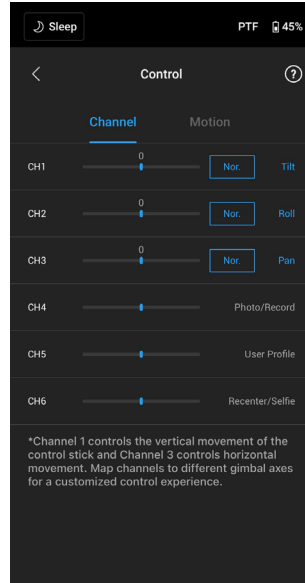 Sleep PTF 45%
Control ?
Channel Motion
0
CH1 Nor. Tilt
0
CH2 Nor. Roll
0
CH3 Nor. Pan
CH4 Photo/Record
CH5 User Profile
CH6 Recenter/Selfie
*Channel 1 controls the vertical movement of the
control stick and Channel 3 controls horizontal
movement. Map channels to different gimbal axes
for a customized control experience.